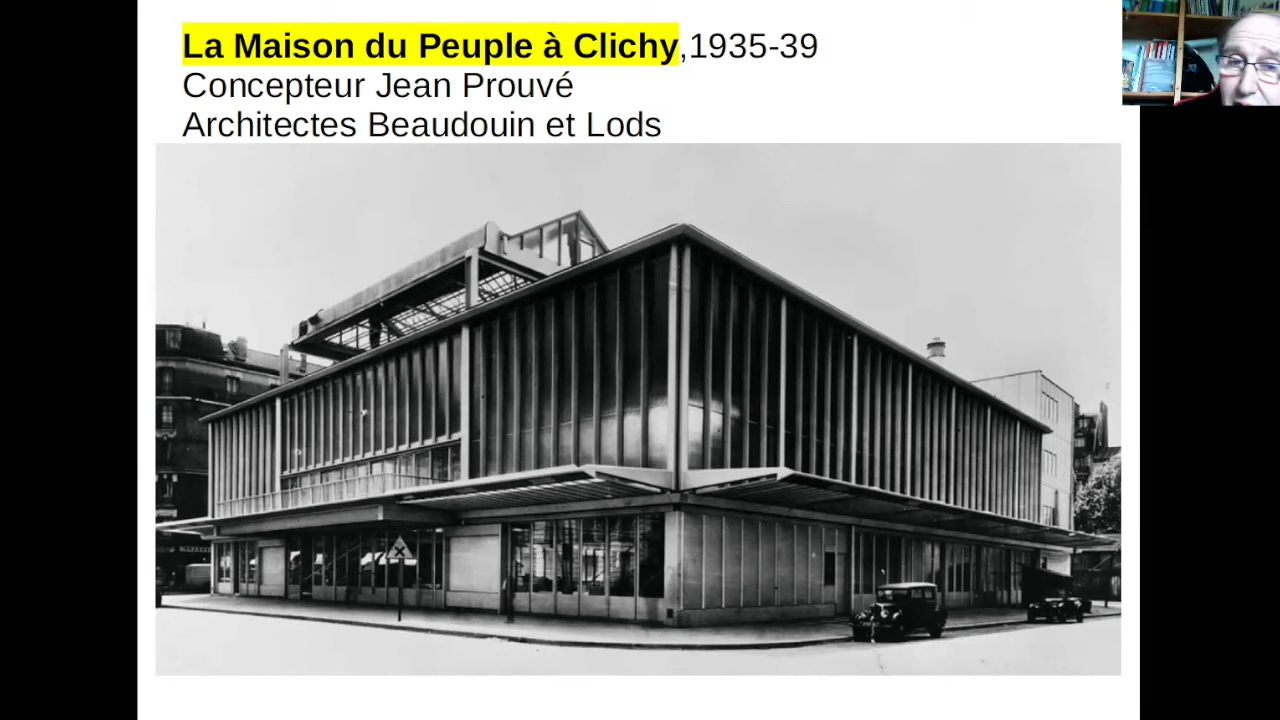 La Maison du Peuple à Clichy,1935-39
Concepteur Jean Prouvé
Architectes Beaudouin et Lods